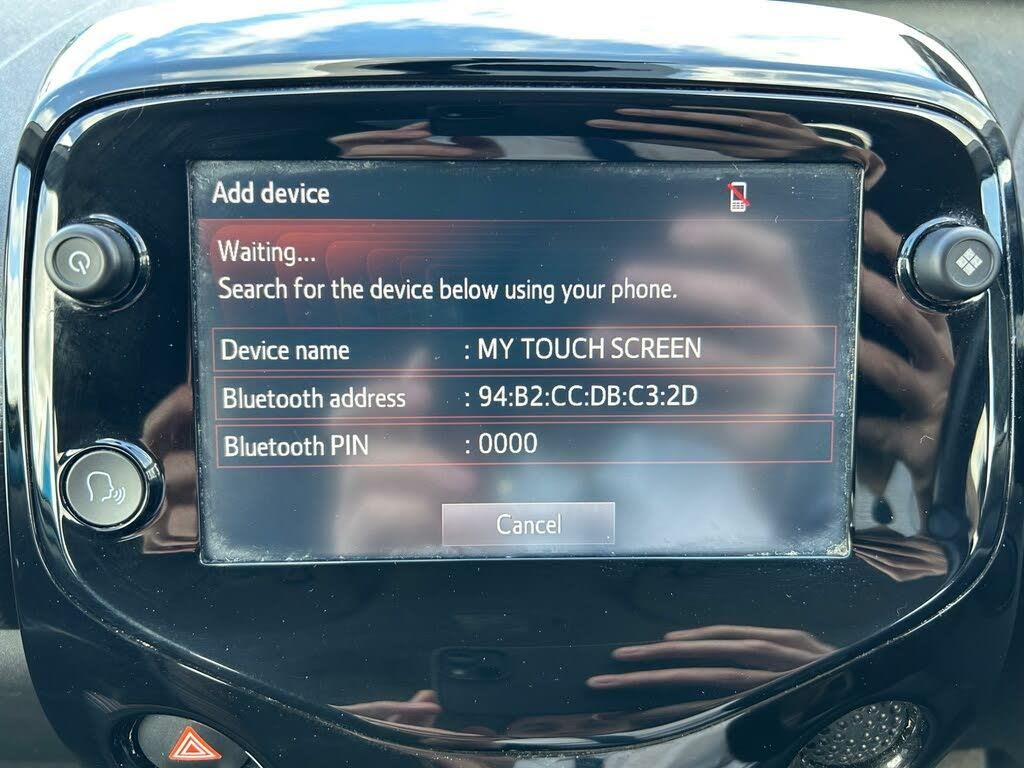 Add device
Waiting...
Search for the device below using your phone.
Device name : MY TOUCH SCREEN
Bluetooth address : 94:B2:CC:DB:C3:2D
Bluetooth PIN : 0000
Cancel